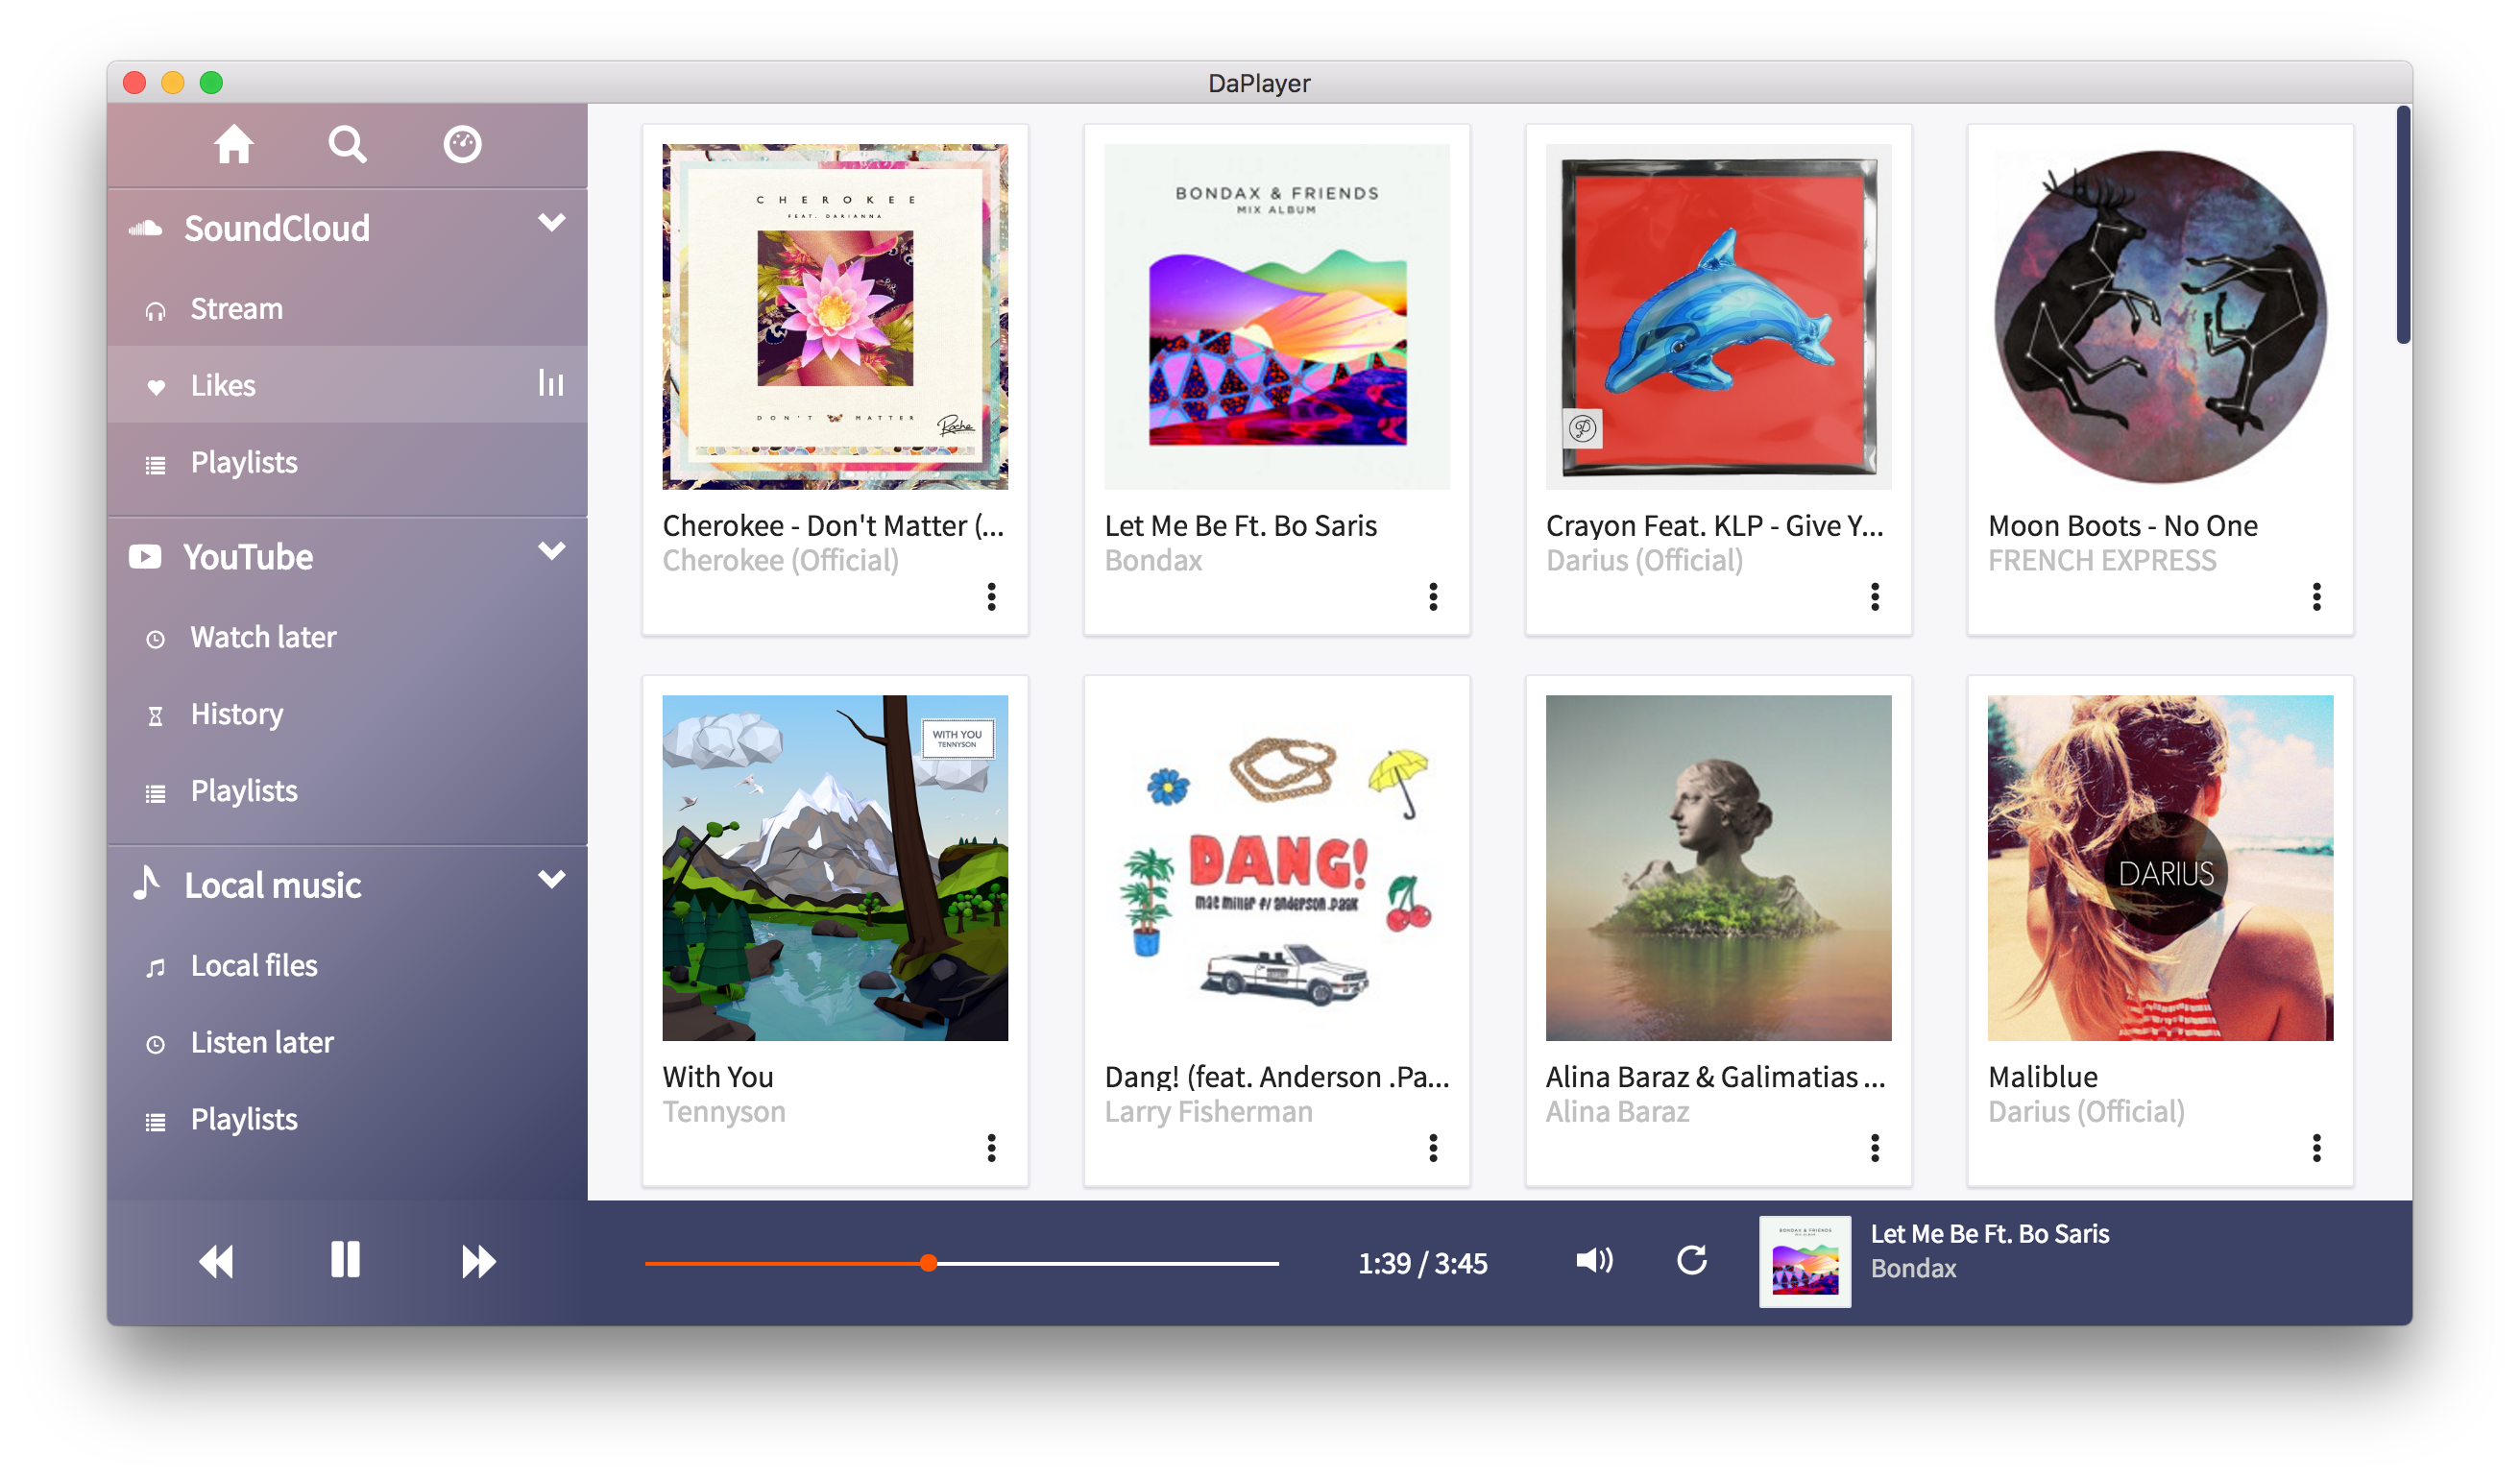 DaPlayer
SoundCloud
Stream
Likes
Playlists
YouTube
Watch later
History
Playlists
Local music
Local files
Listen later
Playlists
CHEROKEE
FEAT. DARIANNA
DON'T MATTER
Roche
Cherokee - Don't Matter (...
Cherokee (Official)
BONDAX & FRIENDS
MIX ALBUM
Let Me Be Ft. Bo Saris
Bondax
P
Crayon Feat. KLP - Give Y...
Darius (Official)
Moon Boots - No One
FRENCH EXPRESS
WITH YOU
TENNYSON
With You
Tennyson
DANG!
mac miller f/ anderson .paak
Dang! (feat. Anderson .Pa...
Larry Fisherman
Alina Baraz & Galimatias ...
Alina Baraz
DARIUS
Maliblue
Darius (Official)
1:39 / 3:45
BONDAX & FRIENDS
Let Me Be Ft. Bo Saris
Bondax